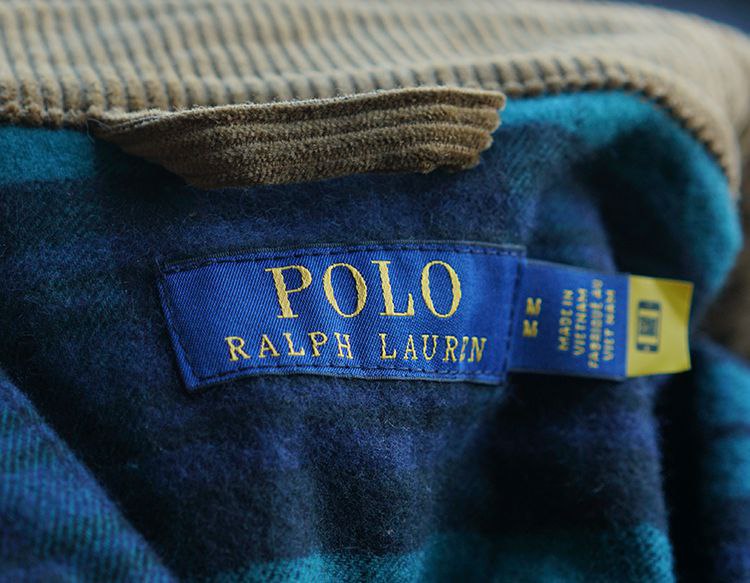 POLO
RALPH LAUREN
M
M
MADE IN
VIETNAM
FABRIQUÉ AU
VIET NAM